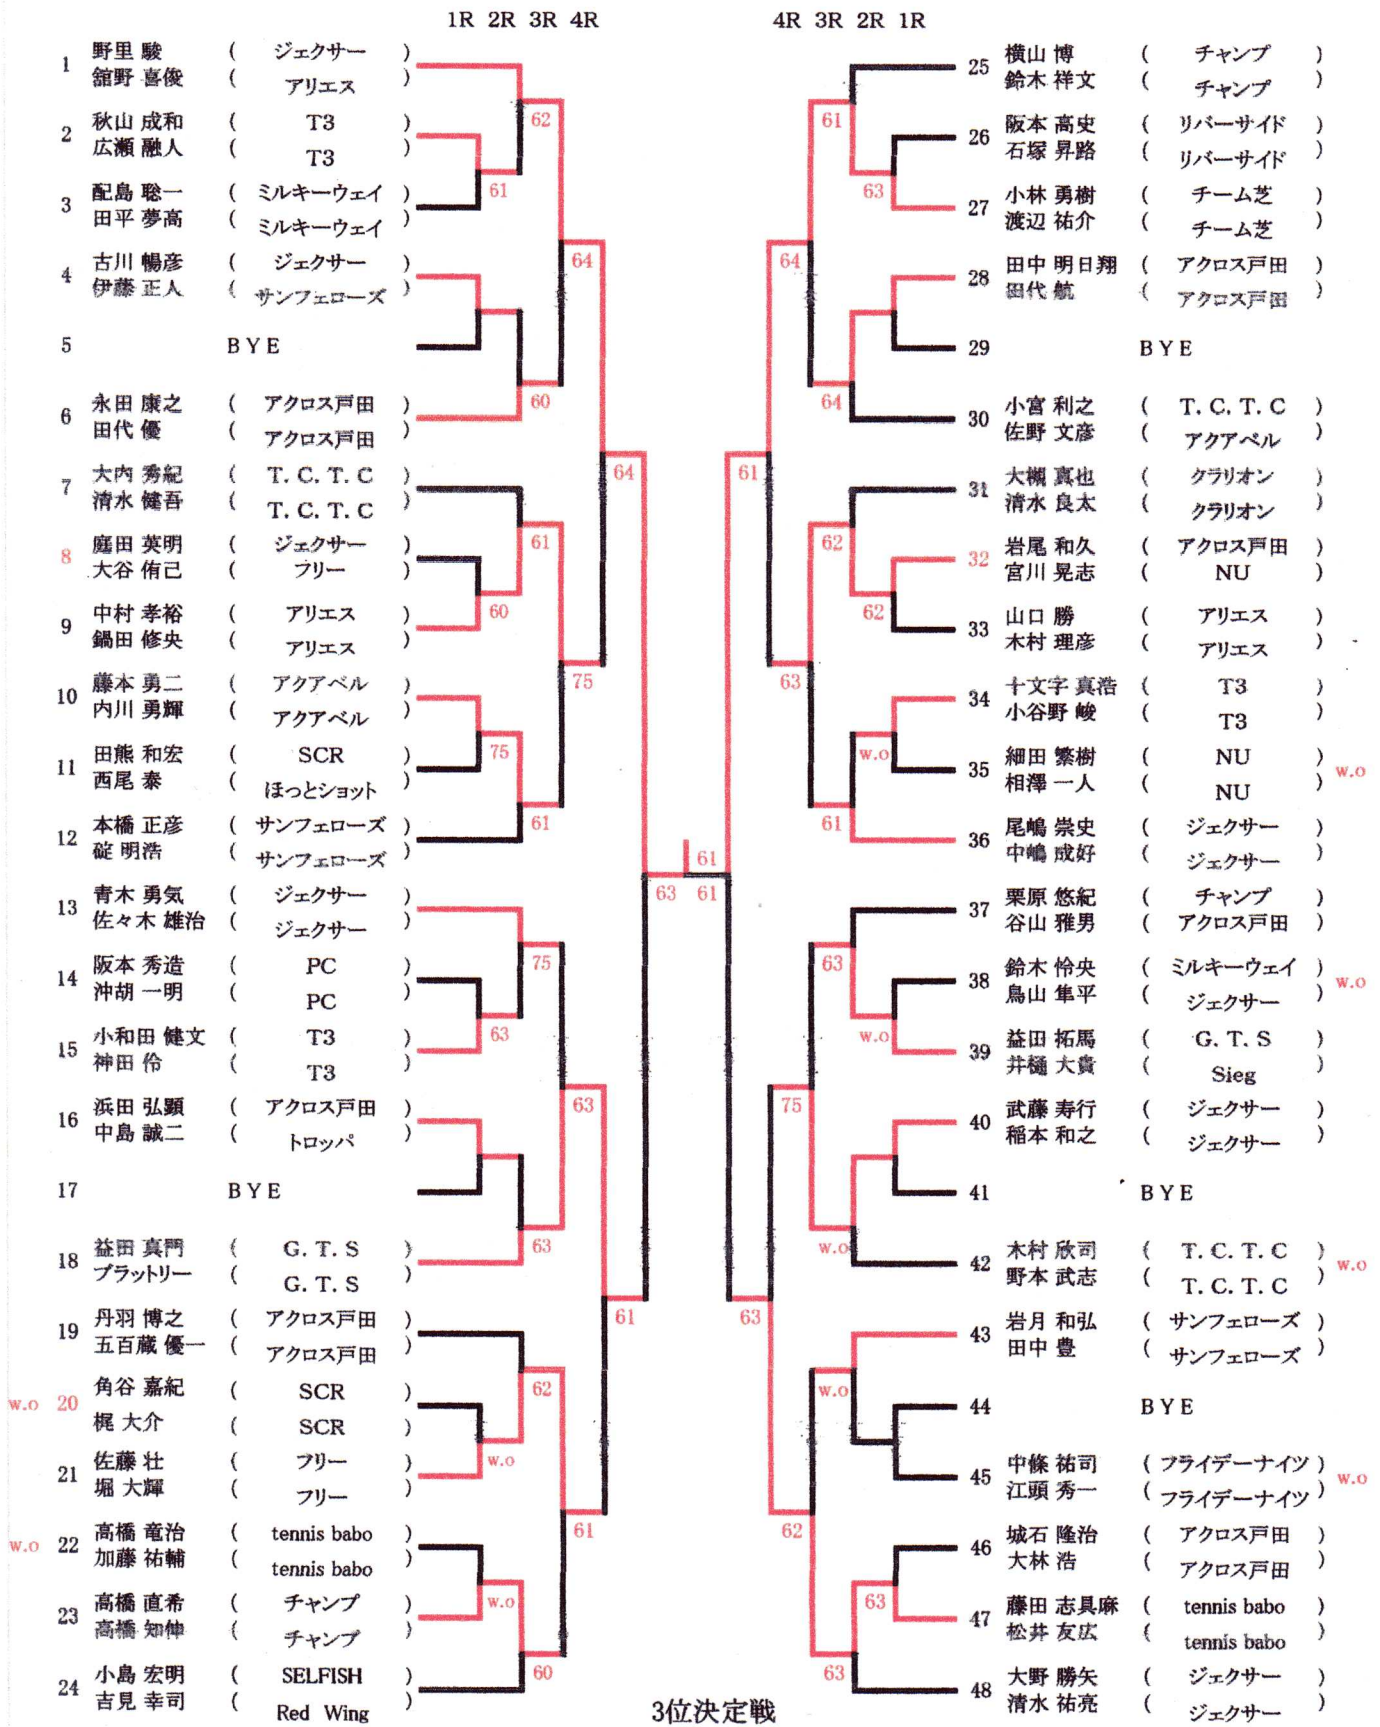 1R 2R 3R 4R
1 野里 駿 ( ジェクサー )
舘野 喜俊 ( アリエス )
2 秋山 成和 ( T3 )
広瀬 融人 ( T3 )
3 配島 聡一 ( ミルキーウェイ )
田平 夢高 ( ミルキーウェイ )
4 古川 暢彦 ( ジェクサー )
伊藤 正人 ( サンフェローズ )
5 BYE
6 永田 康之 ( アクロス戸田 )
田代 優 ( アクロス戸田 )
7 大内 秀紀 ( T. C. T. C )
清水 健吾 ( T. C. T. C )
8 庭田 英明 ( ジェクサー )
大谷 侑己 ( フリー )
9 中村 孝裕 ( アリエス )
鍋田 修央 ( アリエス )
10 藤本 勇二 ( アクアベル )
内川 勇輝 ( アクアベル )
11 田熊 和宏 ( SCR )
西尾 泰 ( ほっとショット )
12 本橋 正彦 ( サンフェローズ )
碇 明浩 ( サンフェローズ )
13 青木 勇気 ( ジェクサー )
佐々木 雄治 ( ジェクサー )
14 阪本 秀造 ( PC )
沖胡 一明 ( PC )
15 小和田 健文 ( T3 )
神田 伶 ( T3 )
16 浜田 弘顕 ( アクロス戸田 )
中島 誠二 ( トロッパ )
17 BYE
18 益田 真門 ( G. T. S )
ブラットリー ( G. T. S )
19 丹羽 博之 ( アクロス戸田 )
五百蔵 優一 ( アクロス戸田 )
w.o 20 角谷 嘉紀 ( SCR )
梶 大介 ( SCR )
21 佐藤 壮 ( フリー )
堀 大輝 ( フリー )
w.o 22 高橋 竜治 ( tennis babo )
加藤 祐輔 ( tennis babo )
23 高橋 直希 ( チャンプ )
高橋 知伸 ( チャンプ )
24 小島 宏明 ( SELFISH )
吉見 幸司 ( Red Wing )
62
61
64
60
64
61
60
75
75
61
75
63
63
63
61
62
w.o
61
w.o
60
63
61
61
3位決定戦
4R 3R 2R 1R
61
63
64
64
61
62
62
63
w.o
61
63
w.o
75
w.o
63
w.o
62
63
63
25 横山 博 ( チャンプ )
鈴木 祥文 ( チャンプ )
26 阪本 高史 ( リバーサイド )
石塚 昇路 ( リバーサイド )
27 小林 勇樹 ( チーム芝 )
渡辺 祐介 ( チーム芝 )
28 田中 明日翔 ( アクロス戸田 )
田代 航 ( アクロス戸田 )
29 BYE
30 小宮 利之 ( T. C. T. C )
佐野 文彦 ( アクアベル )
31 大槻 真也 ( クラリオン )
清水 良太 ( クラリオン )
32 岩尾 和久 ( アクロス戸田 )
宮川 晃志 ( NU )
33 山口 勝 ( アリエス )
木村 理彦 ( アリエス )
34 十文字 真浩 ( T3 )
小谷野 峻 ( T3 )
35 細田 繁樹 ( NU ) w.o
相澤 一人 ( NU )
36 尾嶋 崇史 ( ジェクサー )
中嶋 成好 ( ジェクサー )
37 栗原 悠紀 ( チャンプ )
谷山 雅男 ( アクロス戸田 )
38 鈴木 怜央 ( ミルキーウェイ ) w.o
鳥山 隼平 ( ジェクサー )
39 益田 拓馬 ( G. T. S )
井樋 大貴 ( Sieg )
40 武藤 寿行 ( ジェクサー )
稲本 和之 ( ジェクサー )
41 BYE
42 木村 欣司 ( T. C. T. C ) w.o
野本 武志 ( T. C. T. C )
43 岩月 和弘 ( サンフェローズ )
田中 豊 ( サンフェローズ )
44 BYE
45 中條 祐司 ( フライデーナイツ ) w.o
江頭 秀一 ( フライデーナイツ )
46 城石 隆治 ( アクロス戸田 )
大林 浩 ( アクロス戸田 )
47 藤田 志具麻 ( tennis babo )
松井 友広 ( tennis babo )
48 大野 勝矢 ( ジェクサー )
清水 祐亮 ( ジェクサー )